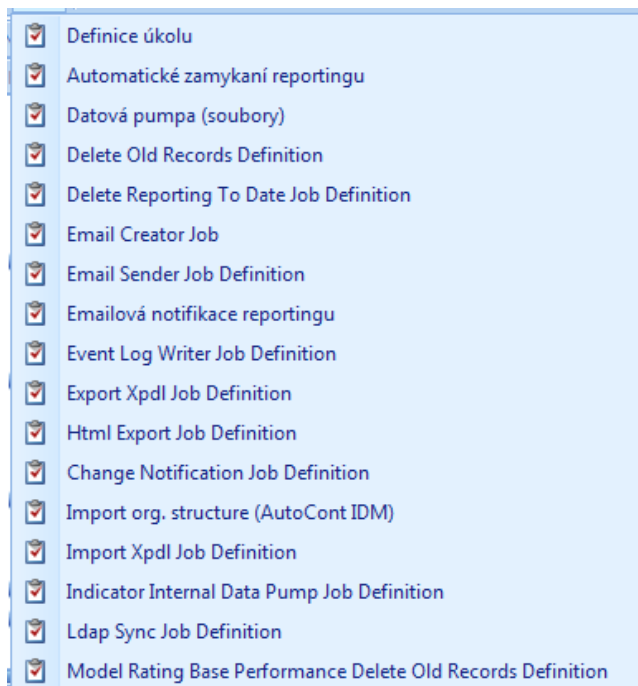 Definice úkolu
Automatické zamykaní reportingu
Datová pumpa (soubory)
Delete Old Records Definition
Delete Reporting To Date Job Definition
Email Creator Job
Email Sender Job Definition
Emailová notifikace reportingu
Event Log Writer Job Definition
Export Xpdl Job Definition
Html Export Job Definition
Change Notification Job Definition
Import org. structure (AutoCont IDM)
Import Xpdl Job Definition
Indicator Internal Data Pump Job Definition
Ldap Sync Job Definition
Model Rating Base Performance Delete Old Records Definition